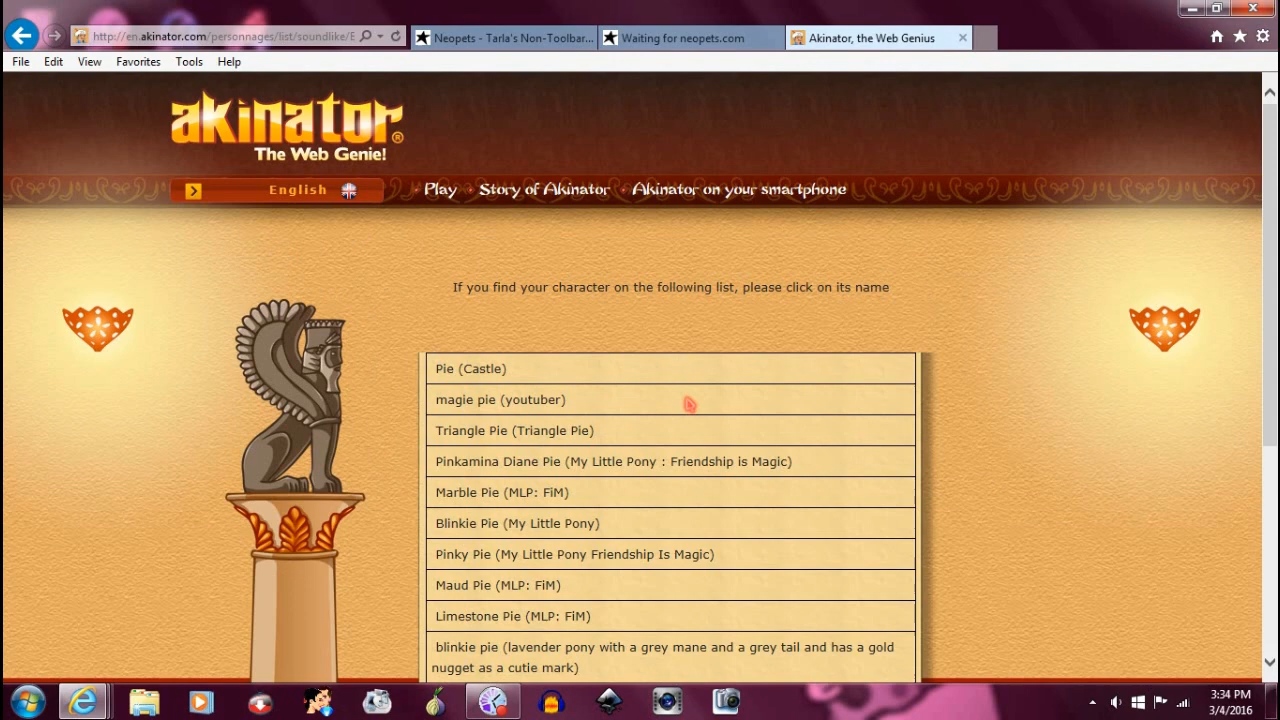 http://en.akinator.com/personnages/list/soundlike/E
Neopets - Tarla's Non-Toolbar...
Waiting for neopets.com
Akinator, the Web Genius
File Edit View Favorites Tools Help
akinator®
The Web Genie!
English
Play
Story of Akinator
Akinator on your smartphone
If you find your character on the following list, please click on its name
Pie (Castle)
magie pie (youtuber)
Triangle Pie (Triangle Pie)
Pinkamina Diane Pie (My Little Pony : Friendship is Magic)
Marble Pie (MLP: FiM)
Blinkie Pie (My Little Pony)
Pinky Pie (My Little Pony Friendship Is Magic)
Maud Pie (MLP: FiM)
Limestone Pie (MLP: FiM)
blinkie pie (lavender pony with a grey mane and a grey tail and has a gold
nugget as a cutie mark)
3:34 PM
3/4/2016